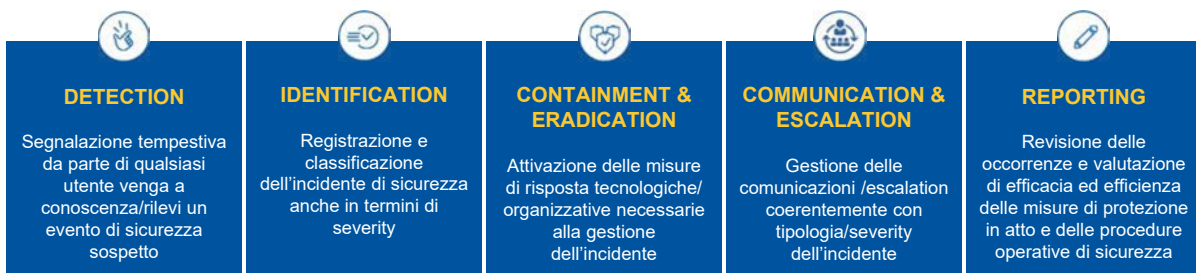 DETECTION
Segnalazione tempestiva
da parte di qualsiasi
utente venga a
conoscenza/rilevi un
evento di sicurezza
sospetto
IDENTIFICATION
Registrazione e
classificazione
dell'incidente di sicurezza
anche in termini di
severity
CONTAINMENT &
ERADICATION
Attivazione delle misure
di risposta tecnologiche/
organizzative necessarie
alla gestione
dell'incidente
COMMUNICATION &
ESCALATION
Gestione delle
comunicazioni /escalation
coerentemente con
tipologia/severity
dell'incidente
REPORTING
Revisione delle
occorrenze e valutazione
di efficacia ed efficienza
delle misure di protezione
in atto e delle procedure
operative di sicurezza